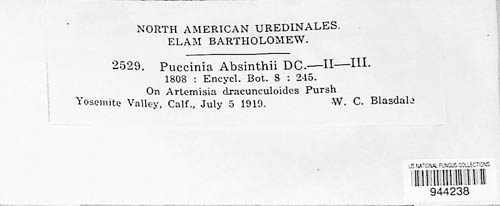 NORTH AMERICAN UREDINALES.
ELAM BARTHOLOMEW.
2529. Puccinia Absinthii DC.—II—III.
1808 : Encycl. Bot. 8 : 245.
On Artemisia dracunculoides Pursh
Yosemite Valley, Calf., July 5 1919. W. C. Blasdale
US NATIONAL FUNGUS COLLECTIONS
944238